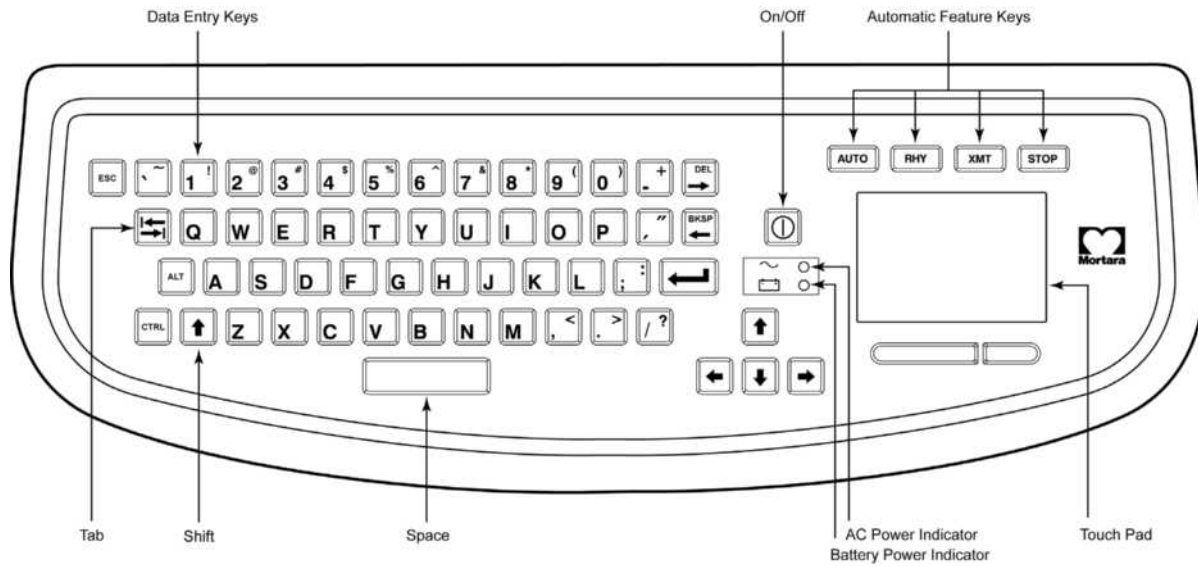 Data Entry Keys On/Off Automatic Feature Keys
AUTO RHY XMT STOP
ESC ` ~ 1 ! 2 @ 3 # 4 $ 5 % 6 ^ 7 & 8 * 9 ( 0 ) - + DEL
Q W E R T Y U I O P ' " BKSP
Mortara
ALT A S D F G H J K L ; :
CTRL Z X C V B N M , < . > / ?
Tab Shift Space AC Power Indicator Touch Pad
Battery Power Indicator